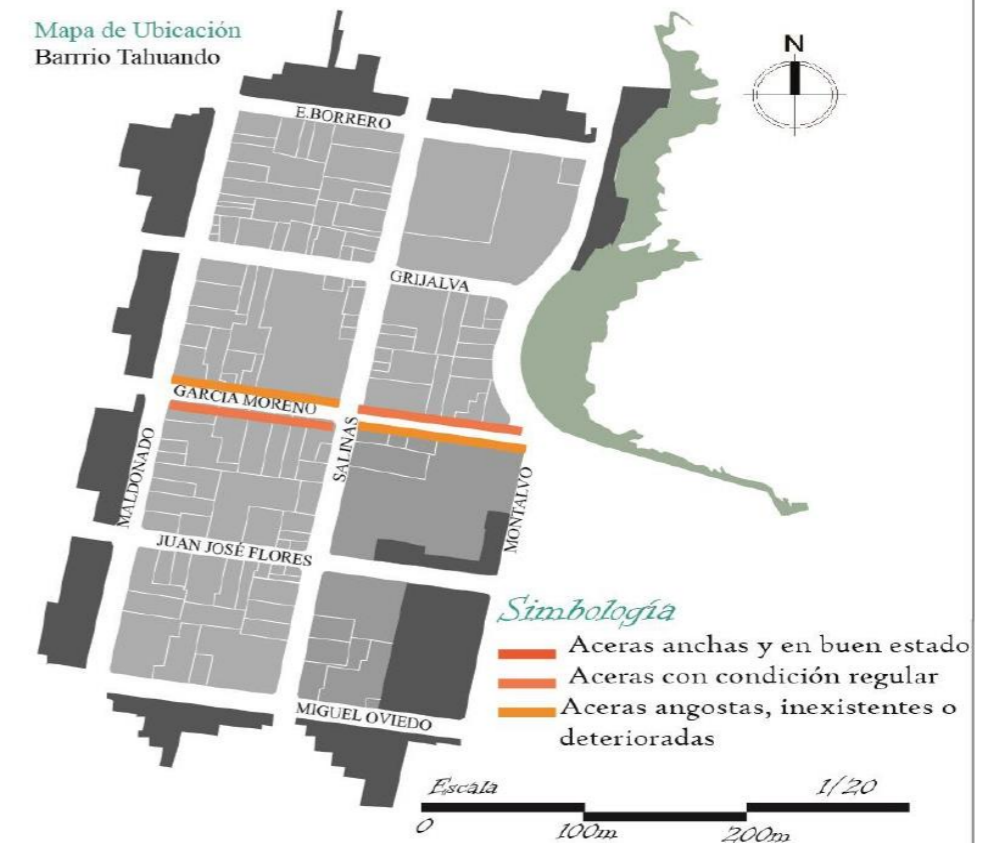 Mapa de Ubicación
Barrrio Tahuando
N
E.BORRERO
GRIJALVA
GARCIA MORENO
SALINAS
MALDONADO
MONTALVO
JUAN JOSÉ FLORES
MIGUEL OVIEDO
Simbología
Aceras anchas y en buen estado
Aceras con condición regular
Aceras angostas, inexistentes o
deterioradas
Escala 1/20
0 100m 200m